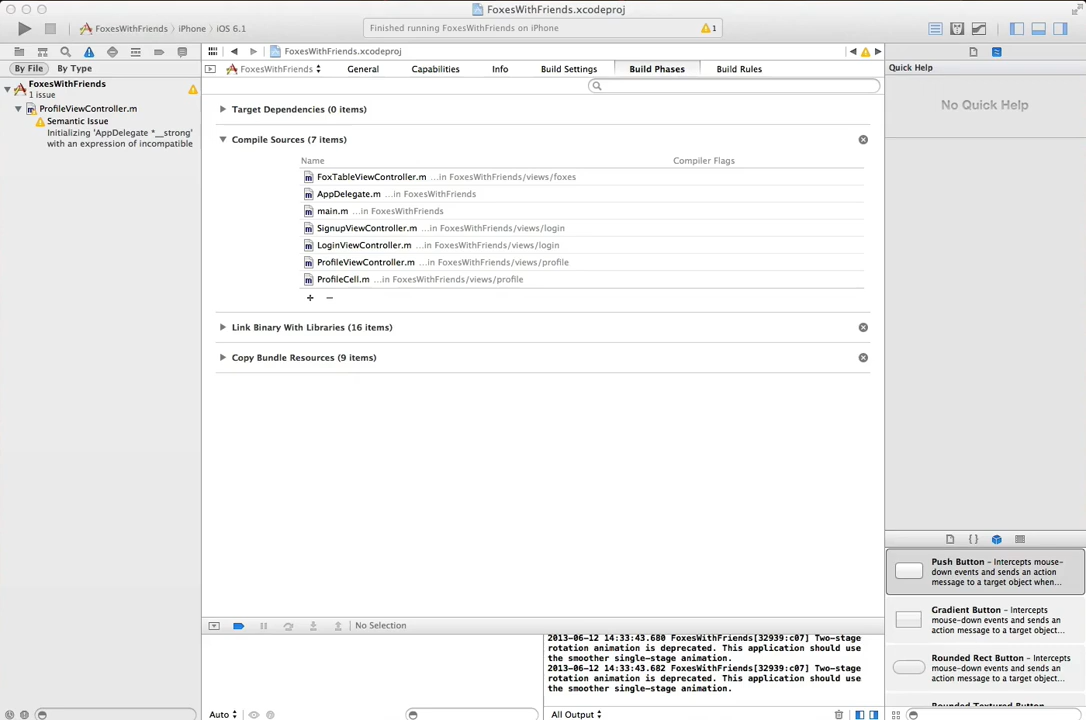 FoxesWithFriends.xcodeproj
FoxesWithFriends 〉 iPhone 〉 iOS 6.1
Finished running FoxesWithFriends on iPhone
1
FoxesWithFriends.xcodeproj
By File
By Type
FoxesWithFriends
General
Capabilities
Info
Build Settings
Build Phases
Build Rules
Quick Help
No Quick Help
FoxesWithFriends
1 issue
ProfileViewController.m
Semantic Issue
Initializing 'AppDelegate *__strong'
with an expression of incompatible
Target Dependencies (0 items)
Compile Sources (7 items)
Name
Compiler Flags
FoxTableViewController.m ...in FoxesWithFriends/views/foxes
AppDelegate.m ...in FoxesWithFriends
main.m ...in FoxesWithFriends
SignupViewController.m ...in FoxesWithFriends/views/login
LoginViewController.m ...in FoxesWithFriends/views/login
ProfileViewController.m ...in FoxesWithFriends/views/profile
ProfileCell.m ...in FoxesWithFriends/views/profile
+ −
Link Binary With Libraries (16 items)
Copy Bundle Resources (9 items)
{ }
Push Button – Intercepts mouse-
down events and sends an action
message to a target object when...
Gradient Button – Intercepts
mouse-down events and sends an
action message to a target object...
Rounded Rect Button – Intercepts
mouse-down events and sends an
action message to a target object...
Rounded Textured Button
No Selection
2013-06-12 14:33:43.680 FoxesWithFriends[32939:c07] Two-stage
rotation animation is deprecated. This application should use
the smoother single-stage animation.
2013-06-12 14:33:43.682 FoxesWithFriends[32939:c07] Two-stage
rotation animation is deprecated. This application should use
the smoother single-stage animation.
Auto
All Output